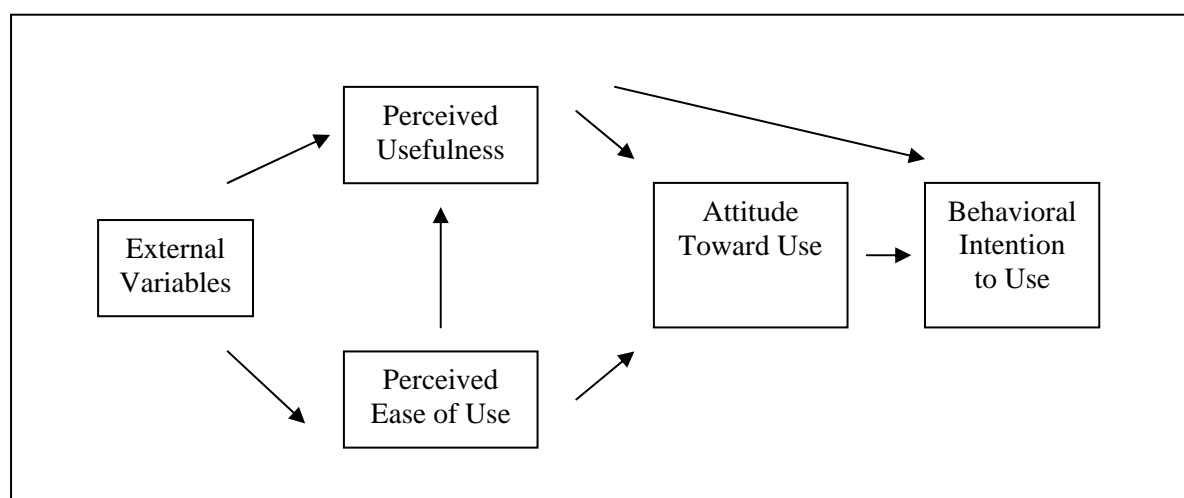 Perceived
Usefulness
External
Variables
Perceived
Ease of Use
Attitude
Toward Use
Behavioral
Intention
to Use